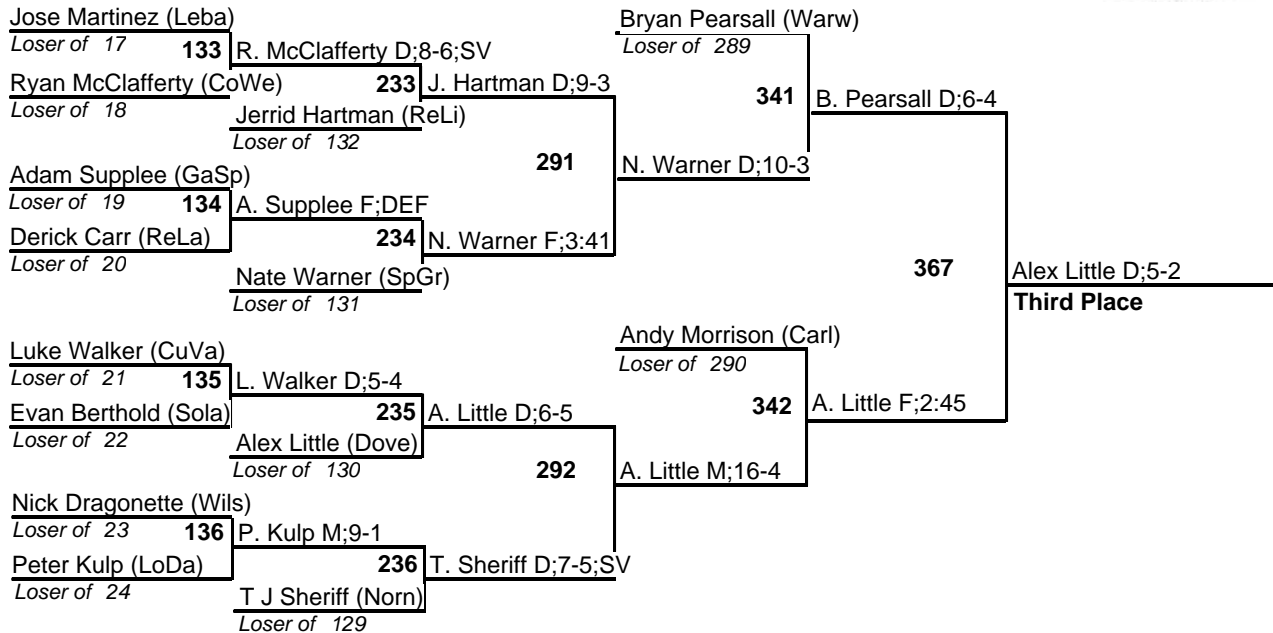 Jose Martinez (Leba)
Loser of 17
133
R. McClafferty D;8-6;SV
Ryan McClafferty (CoWe)
Loser of 18
233
J. Hartman D;9-3
Jerrid Hartman (ReLi)
Loser of 132
291
Adam Supplee (GaSp)
Loser of 19
134
A. Supplee F;DEF
Derick Carr (ReLa)
Loser of 20
234
N. Warner F;3:41
Nate Warner (SpGr)
Loser of 131
Bryan Pearsall (Warw)
Loser of 289
341
B. Pearsall D;6-4
N. Warner D;10-3
367
Alex Little D;5-2
Third Place
Luke Walker (CuVa)
Loser of 21
135
L. Walker D;5-4
Evan Berthold (Sola)
Loser of 22
235
A. Little D;6-5
Alex Little (Dove)
Loser of 130
292
Nick Dragonette (Wils)
Loser of 23
136
P. Kulp M;9-1
Peter Kulp (LoDa)
Loser of 24
236
T. Sheriff D;7-5;SV
T J Sheriff (Norn)
Loser of 129
Andy Morrison (Carl)
Loser of 290
342
A. Little F;2:45
A. Little M;16-4